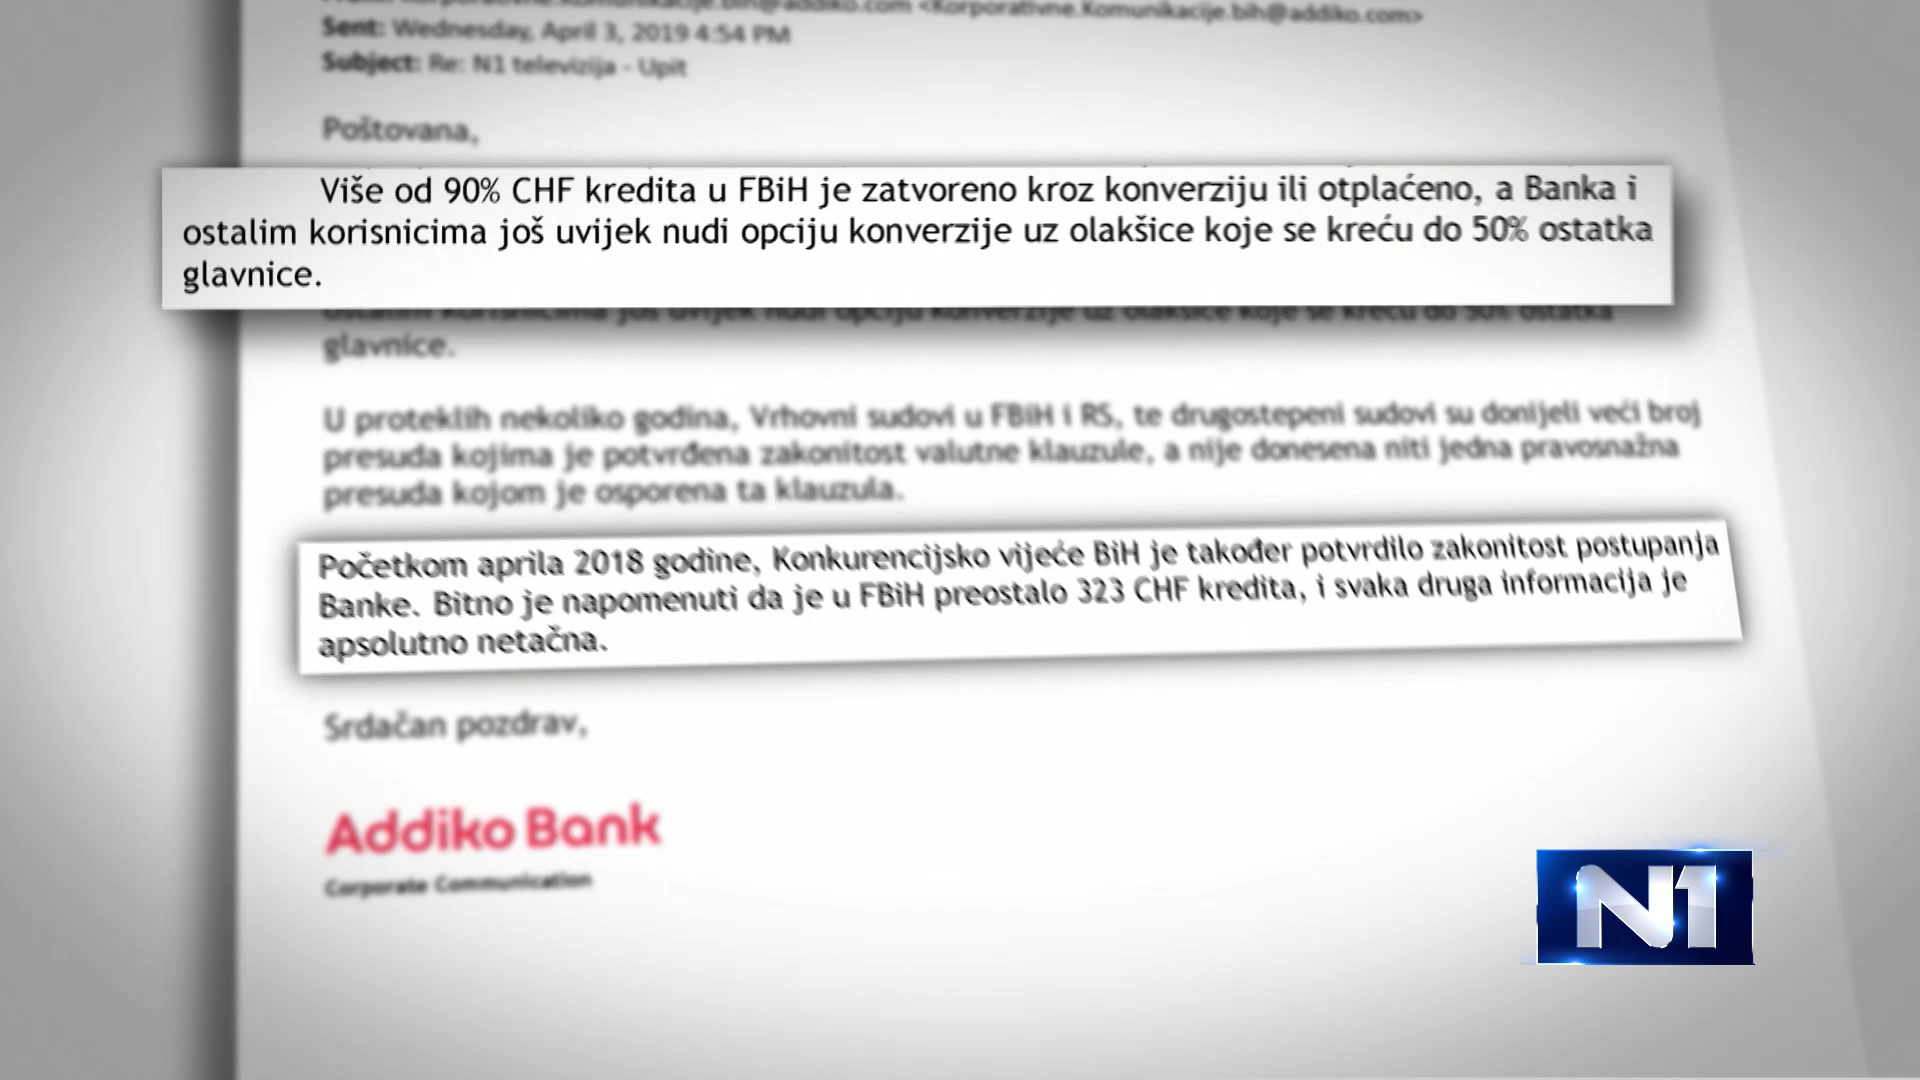 Korporativne.Komunikacije.bih@addiko.com <Korporativne.Komunikacije.bih@addiko.com>
Sent: Wednesday, April 3, 2019 4:54 PM
Subject: Re: N1 televizija - Upit
Poštovana,
Više od 90% CHF kredita u FBiH je zatvoreno kroz konverziju ili otplaćeno, a Banka i
ostalim korisnicima još uvijek nudi opciju konverzije uz olakšice koje se kreću do 50% ostatka
glavnice.
ostalim korisnicima još uvijek nudi opciju konverzije uz olakšice koje se kreću do 50% ostatka
glavnice.
U proteklih nekoliko godina, Vrhovni sudovi u FBiH i RS, te drugostepeni sudovi su donijeli veći broj
presuda kojima je potvrđena zakonitost valutne klauzule, a nije donesena niti jedna pravosnažna
presuda kojom je osporena ta klauzula.
Početkom aprila 2018 godine, Konkurencijsko vijeće BiH je također potvrdilo zakonitost postupanja
Banke. Bitno je napomenuti da je u FBiH preostalo 323 CHF kredita, i svaka druga informacija je
apsolutno netačna.
Srdačan pozdrav,
Addiko Bank
Corporate Communication
N1